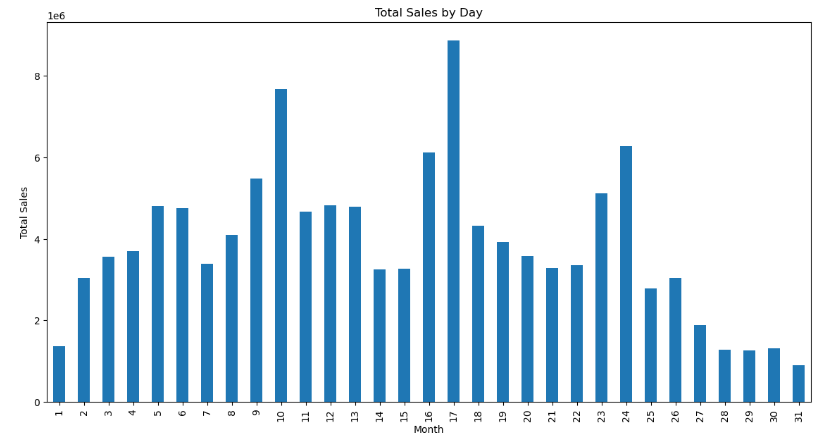 Total Sales by Day
1e6
8
6
4
2
0
Total Sales
1 2 3 4 5 6 7 8 9 10 11 12 13 14 15 16 17 18 19 20 21 22 23 24 25 26 27 28 29 30 31
Month